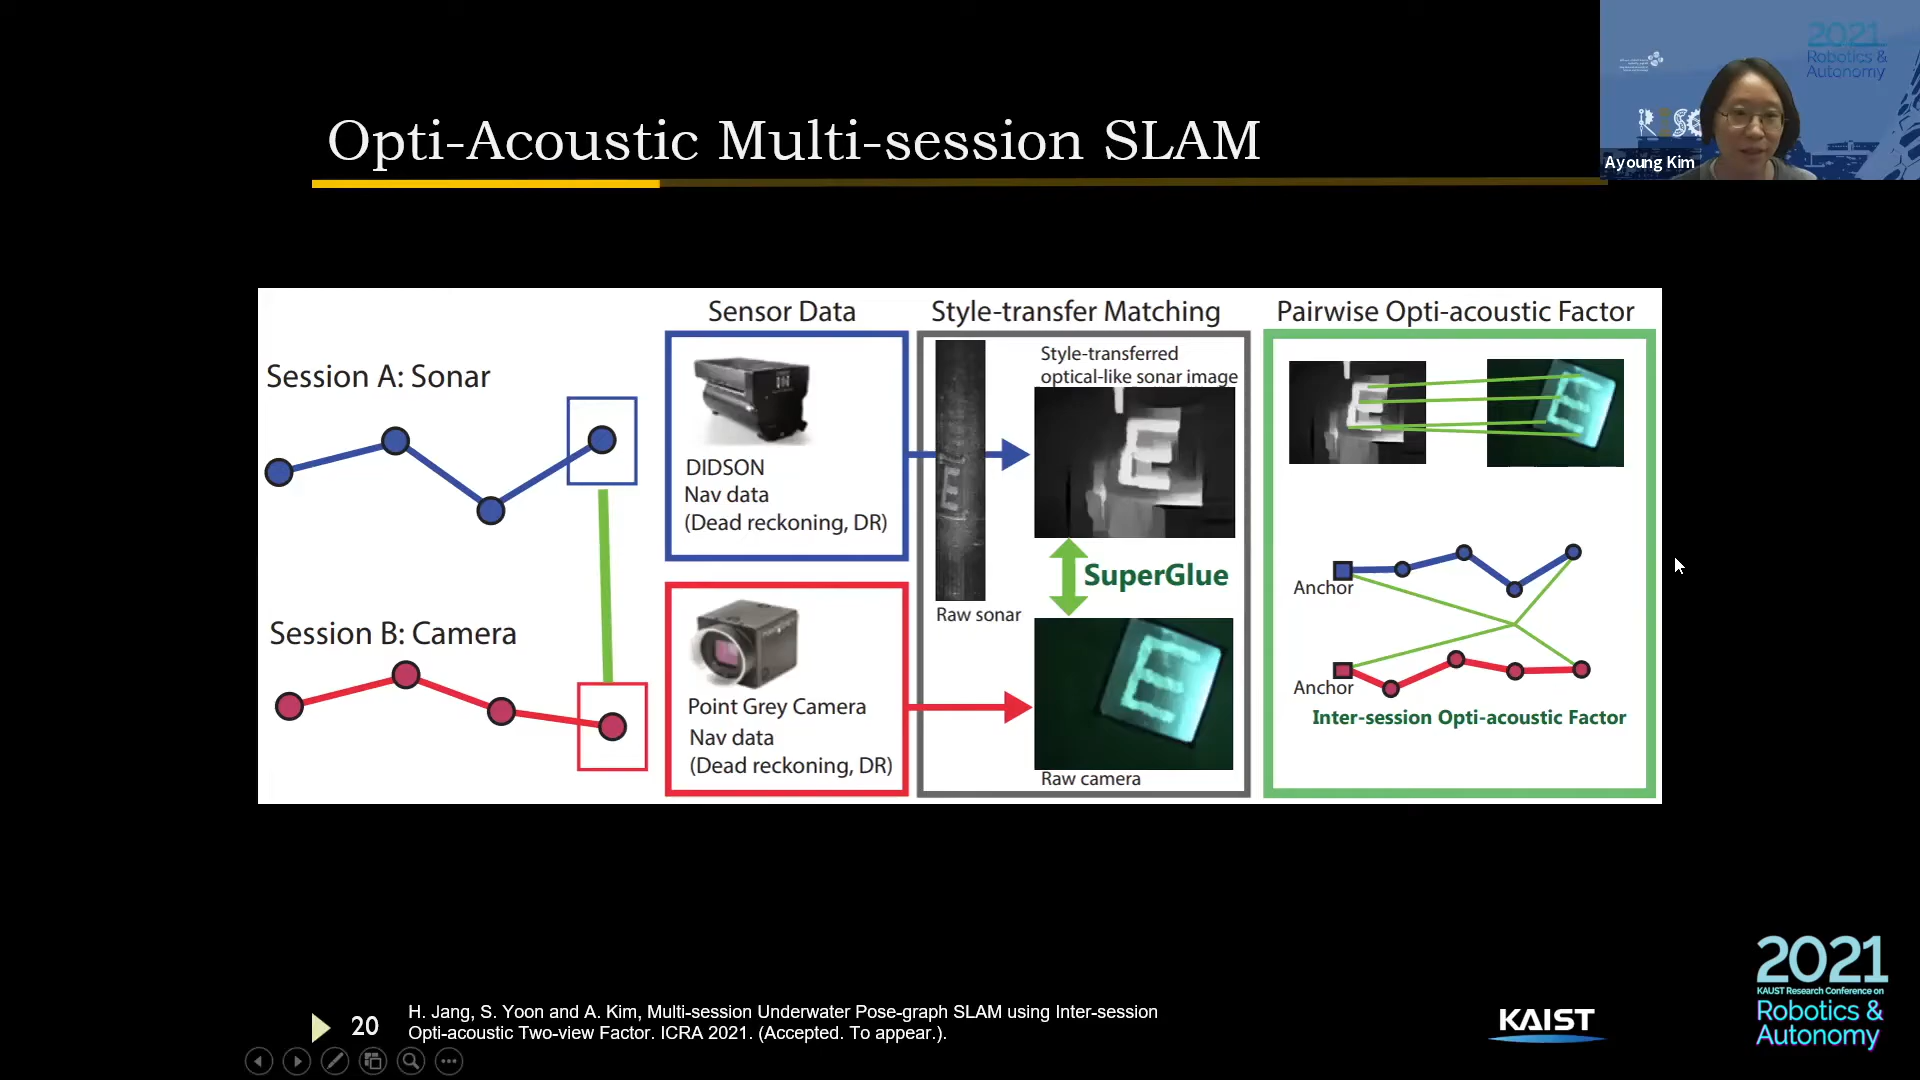 2021
Robotics &
Autonomy
Ayoung Kim
Opti-Acoustic Multi-session SLAM
Sensor Data
Style-transfer Matching
Pairwise Opti-acoustic Factor
Session A: Sonar
Style-transferred
optical-like sonar image
DIDSON
Nav data
(Dead reckoning, DR)
E
SuperGlue
Raw sonar
Anchor
Session B: Camera
Point Grey Camera
Nav data
(Dead reckoning, DR)
E
Raw camera
Anchor
Inter-session Opti-acoustic Factor
20
H. Jang, S. Yoon and A. Kim, Multi-session Underwater Pose-graph SLAM using Inter-session
Opti-acoustic Two-view Factor. ICRA 2021. (Accepted. To appear.).
KAIST
2021
KAUST Research Conference on
Robotics &
Autonomy